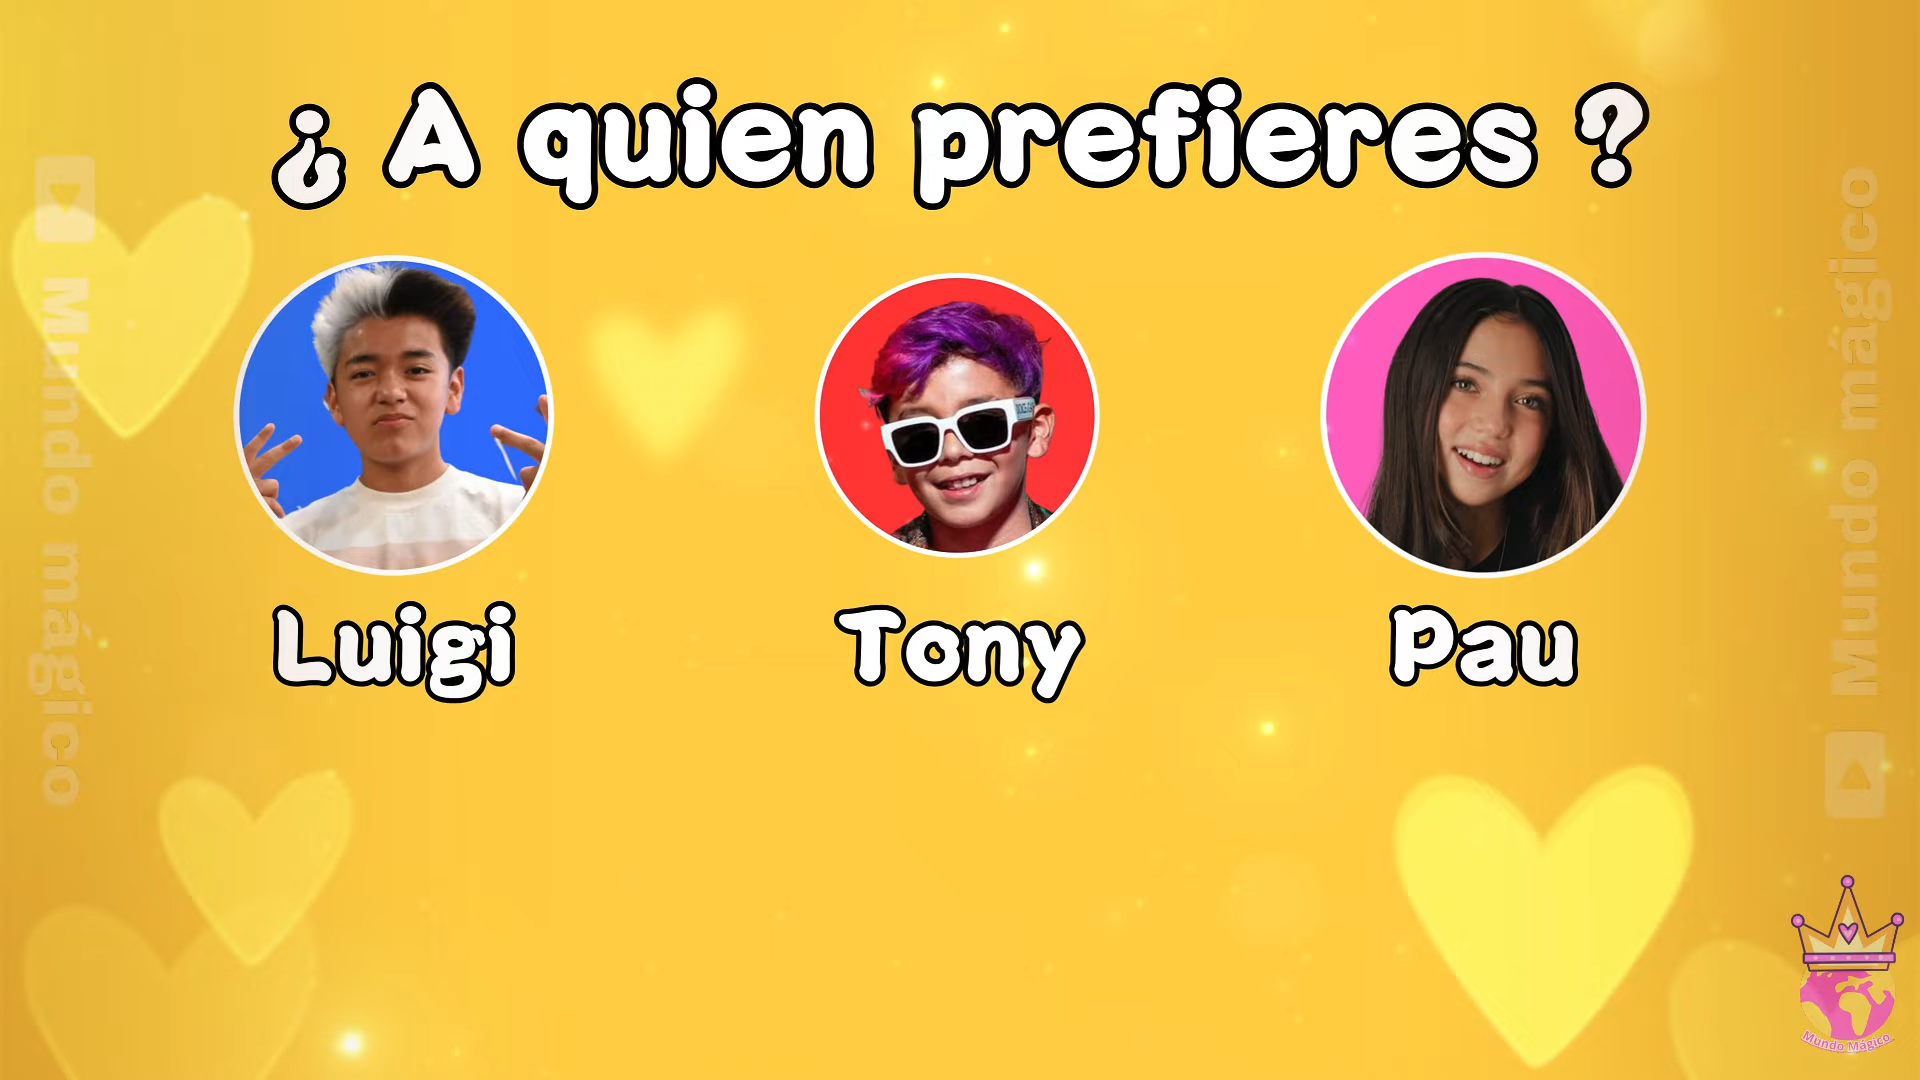 ¿ A quien prefieres ?
Luigi
Tony
Pau
Mundo mágico
Mundo mágico
Mundo Mágico